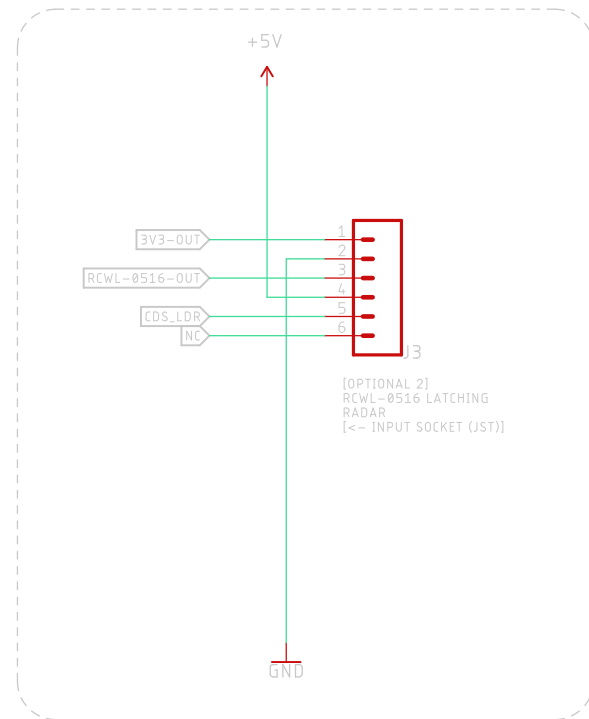 +5V
3V3-OUT
RCWL-0516-OUT
CDS_LDR
NC
1
2
3
4
5
6
J3
[OPTIONAL 2]
RCWL-0516 LATCHING
RADAR
[<- INPUT SOCKET (JST)]
GND